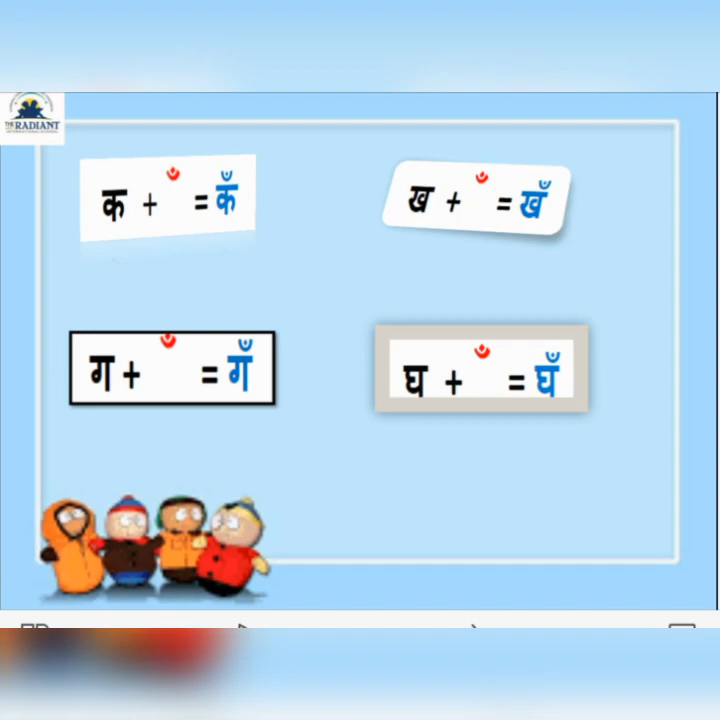 THE RADIANT
क + ँ = कँ
ख + ँ = खँ
ग + ँ = गँ
घ + ँ = घँ